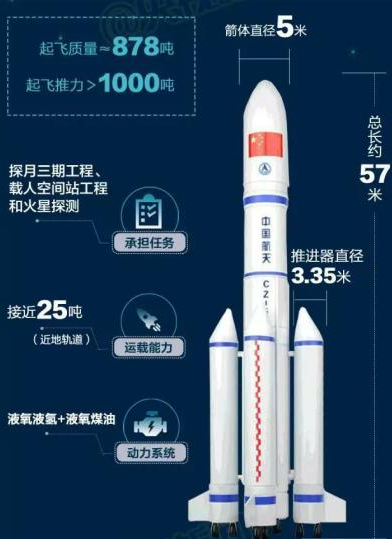 起飞质量≈878吨
起飞推力>1000吨
箭体直径5米
总长约
57
米
探月三期工程、
载人空间站工程
和火星探测
承担任务
中国航天
推进器直径
3.35米
接近25吨
（近地轨道）
运载能力
液氧液氢+液氧煤油
动力系统